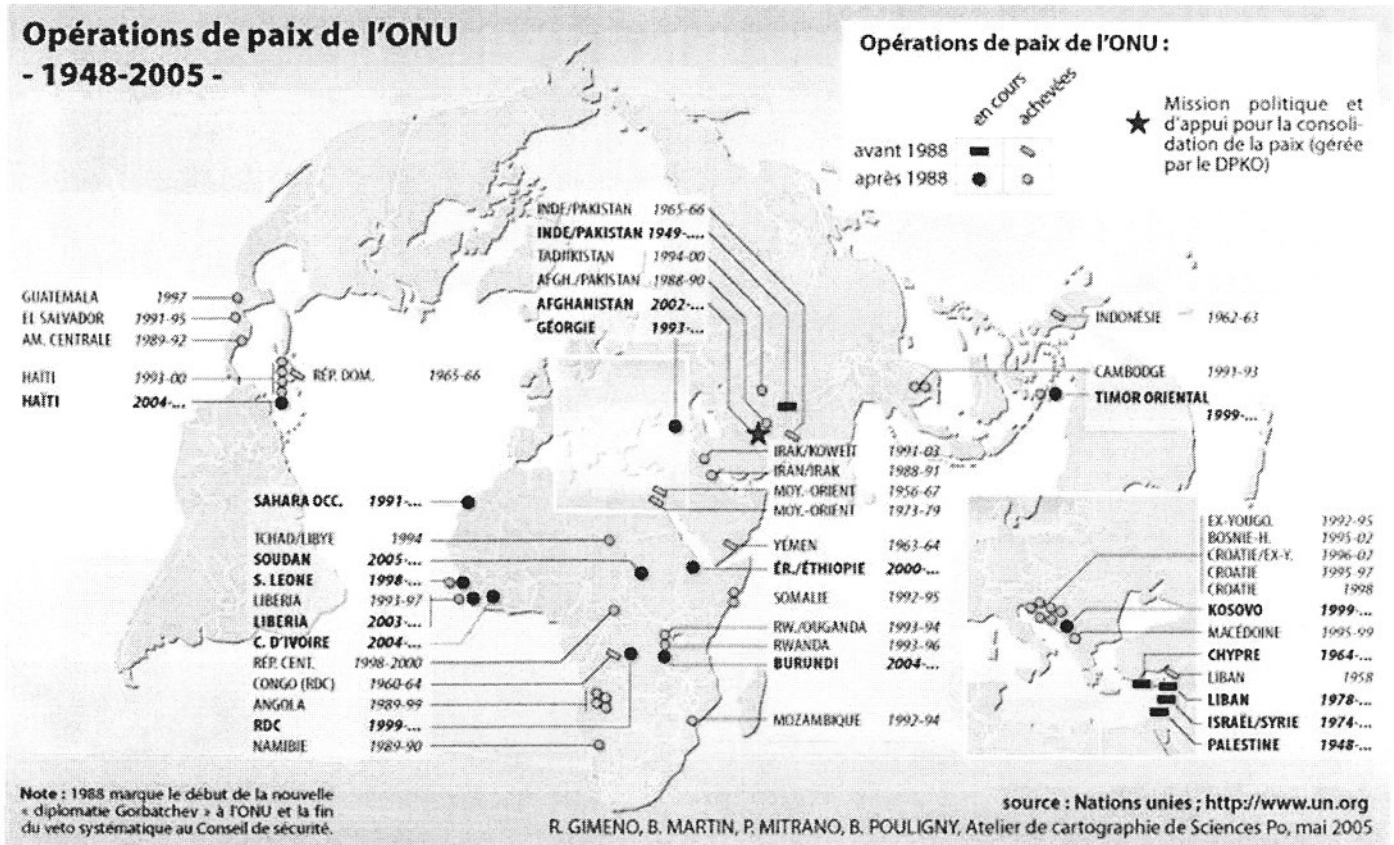 Opérations de paix de l'ONU
- 1948-2005 -
Opérations de paix de l'ONU :
en cours
achevées
avant 1988
après 1988
Mission politique et
d'appui pour la consoli-
dation de la paix (gérée
par le DPKO)
GUATEMALA 1997
EL SALVADOR 1991-95
AM. CENTRALE 1989-92
HAITI 1993-00
HAÏTI 2004-...
RÉP. DOM. 1965-66
INDE/PAKISTAN 1965-66
INDE/PAKISTAN 1949-....
TADJIKISTAN 1994-00
AFGH./PAKISTAN 1988-90
AFGHANISTAN 2002-...
GÉORGIE 1993-...
INDONÉSIE 1962-63
CAMBODGE 1991-93
TIMOR ORIENTAL
1999-...
IRAK/KOWEIT 1991-03
IRAN/IRAK 1988-91
MOY.-ORIENT 1956-67
MOY.-ORIENT 1973-79
YÉMEN 1963-64
ÉR./ÉTHIOPIE 2000-...
SOMALIE 1992-95
RW./OUGANDA 1993-94
RWANDA 1993-96
BURUNDI 2004-...
MOZAMBIQUE 1992-94
SAHARA OCC. 1991-...
TCHAD/LIBYE 1994
SOUDAN 2005-...
S. LEONE 1998-...
LIBERIA 1993-97
LIBERIA 2003-...
C. D'IVOIRE 2004-...
RÉP. CENT. 1998-2000
CONGO (RDC) 1960-64
ANGOLA 1989-99
RDC 1999-...
NAMIBIE 1989-90
EX-YOUGO. 1992-95
BOSNIE-H. 1995-02
CROATIE/EX-Y. 1996-02
CROATIE 1995-97
CROATIE 1998
KOSOVO 1999-...
MACÉDOINE 1995-99
CHYPRE 1964-...
LIBAN 1958
LIBAN 1978-...
ISRAËL/SYRIE 1974-...
PALESTINE 1948-...
Note : 1988 marque le début de la nouvelle
« diplomatie Gorbatchev » à l'ONU et la fin
du veto systématique au Conseil de sécurité.
source : Nations unies ; http://www.un.org
R. GIMENO, B. MARTIN, P. MITRANO, B. POULIGNY, Atelier de cartographie de Sciences Po, mai 2005